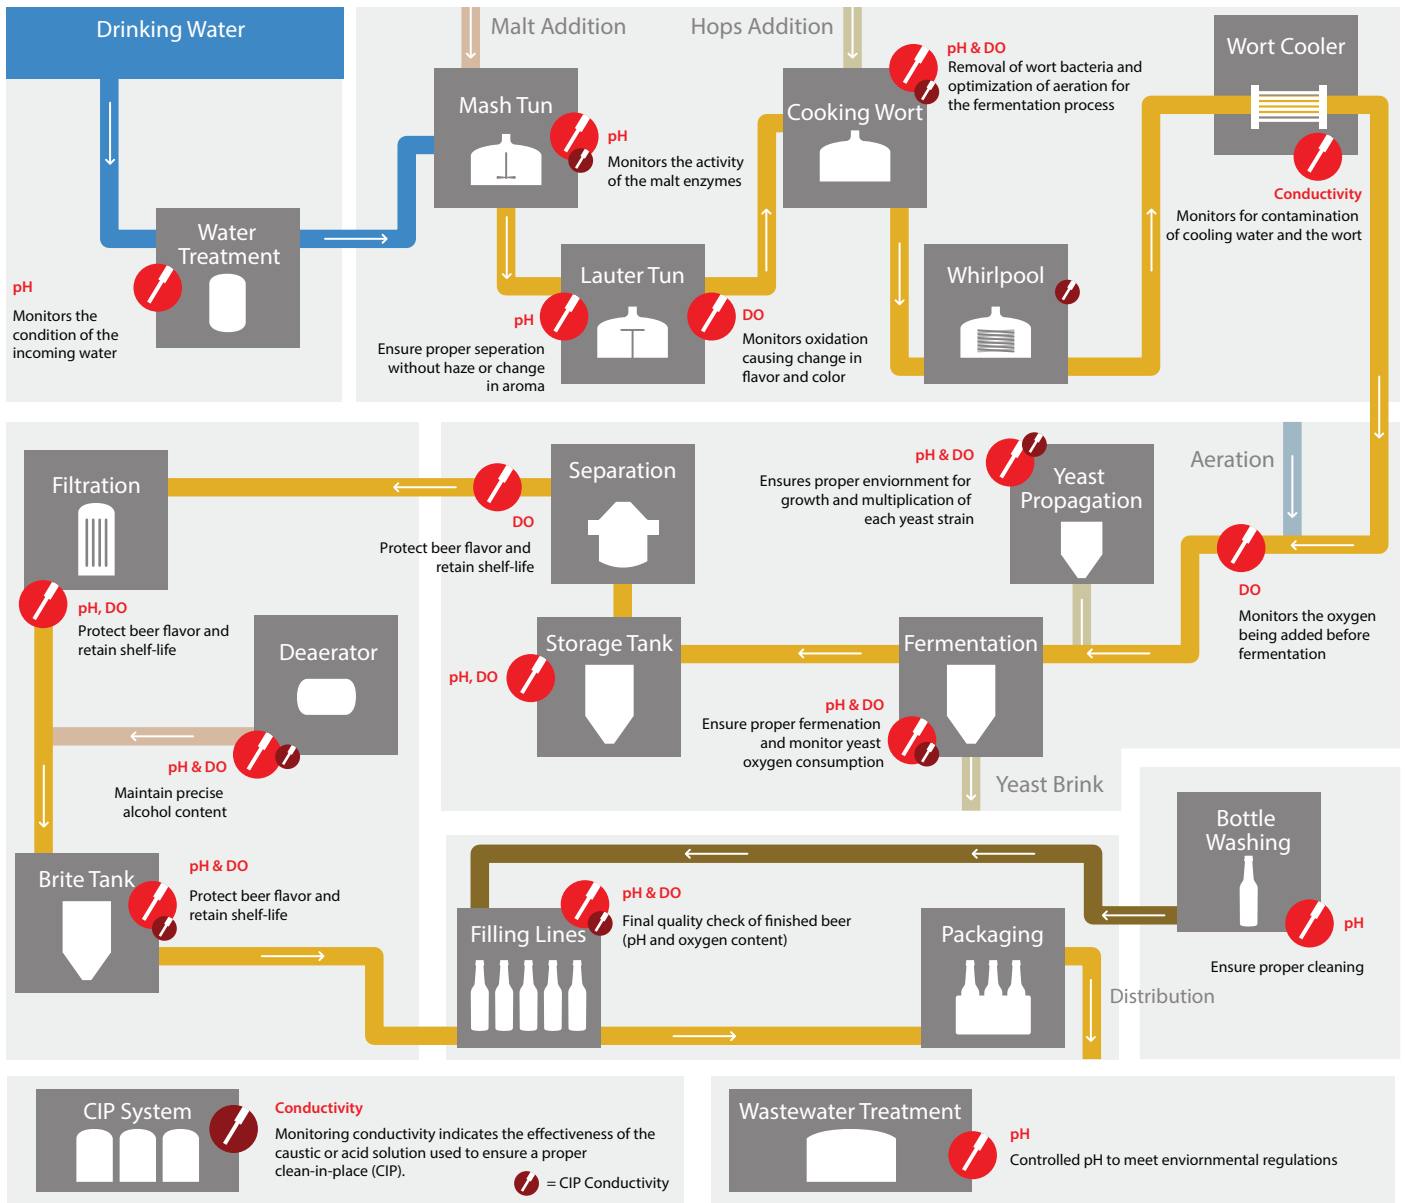 Drinking Water
Malt Addition
Hops Addition
Mash Tun
pH
Monitors the activity
of the malt enzymes
Cooking Wort
pH & DO
Removal of wort bacteria and
optimization of aeration for
the fermentation process
Wort Cooler
Conductivity
Monitors for contamination
of cooling water and the wort
Water
Treatment
pH
Monitors the
condition of the
incoming water
Lauter Tun
pH
Ensure proper seperation
without haze or change
in aroma
DO
Monitors oxidation
causing change in
flavor and color
Whirlpool
Filtration
pH, DO
Protect beer flavor and
retain shelf-life
Separation
DO
Protect beer flavor and
retain shelf-life
pH & DO
Ensures proper enviornment for
growth and multiplication of
each yeast strain
Yeast
Propagation
Aeration
DO
Monitors the oxygen
being added before
fermentation
Deaerator
pH & DO
Maintain precise
alcohol content
Storage Tank
pH, DO
Fermentation
pH & DO
Ensure proper fermenation
and monitor yeast
oxygen consumption
Yeast Brink
Bottle
Washing
pH
Ensure proper cleaning
Brite Tank
pH & DO
Protect beer flavor and
retain shelf-life
Filling Lines
pH & DO
Final quality check of finished beer
(pH and oxygen content)
Packaging
Distribution
CIP System
Conductivity
Monitoring conductivity indicates the effectiveness of the
caustic or acid solution used to ensure a proper
clean-in-place (CIP).
= CIP Conductivity
Wastewater Treatment
pH
Controlled pH to meet enviornmental regulations